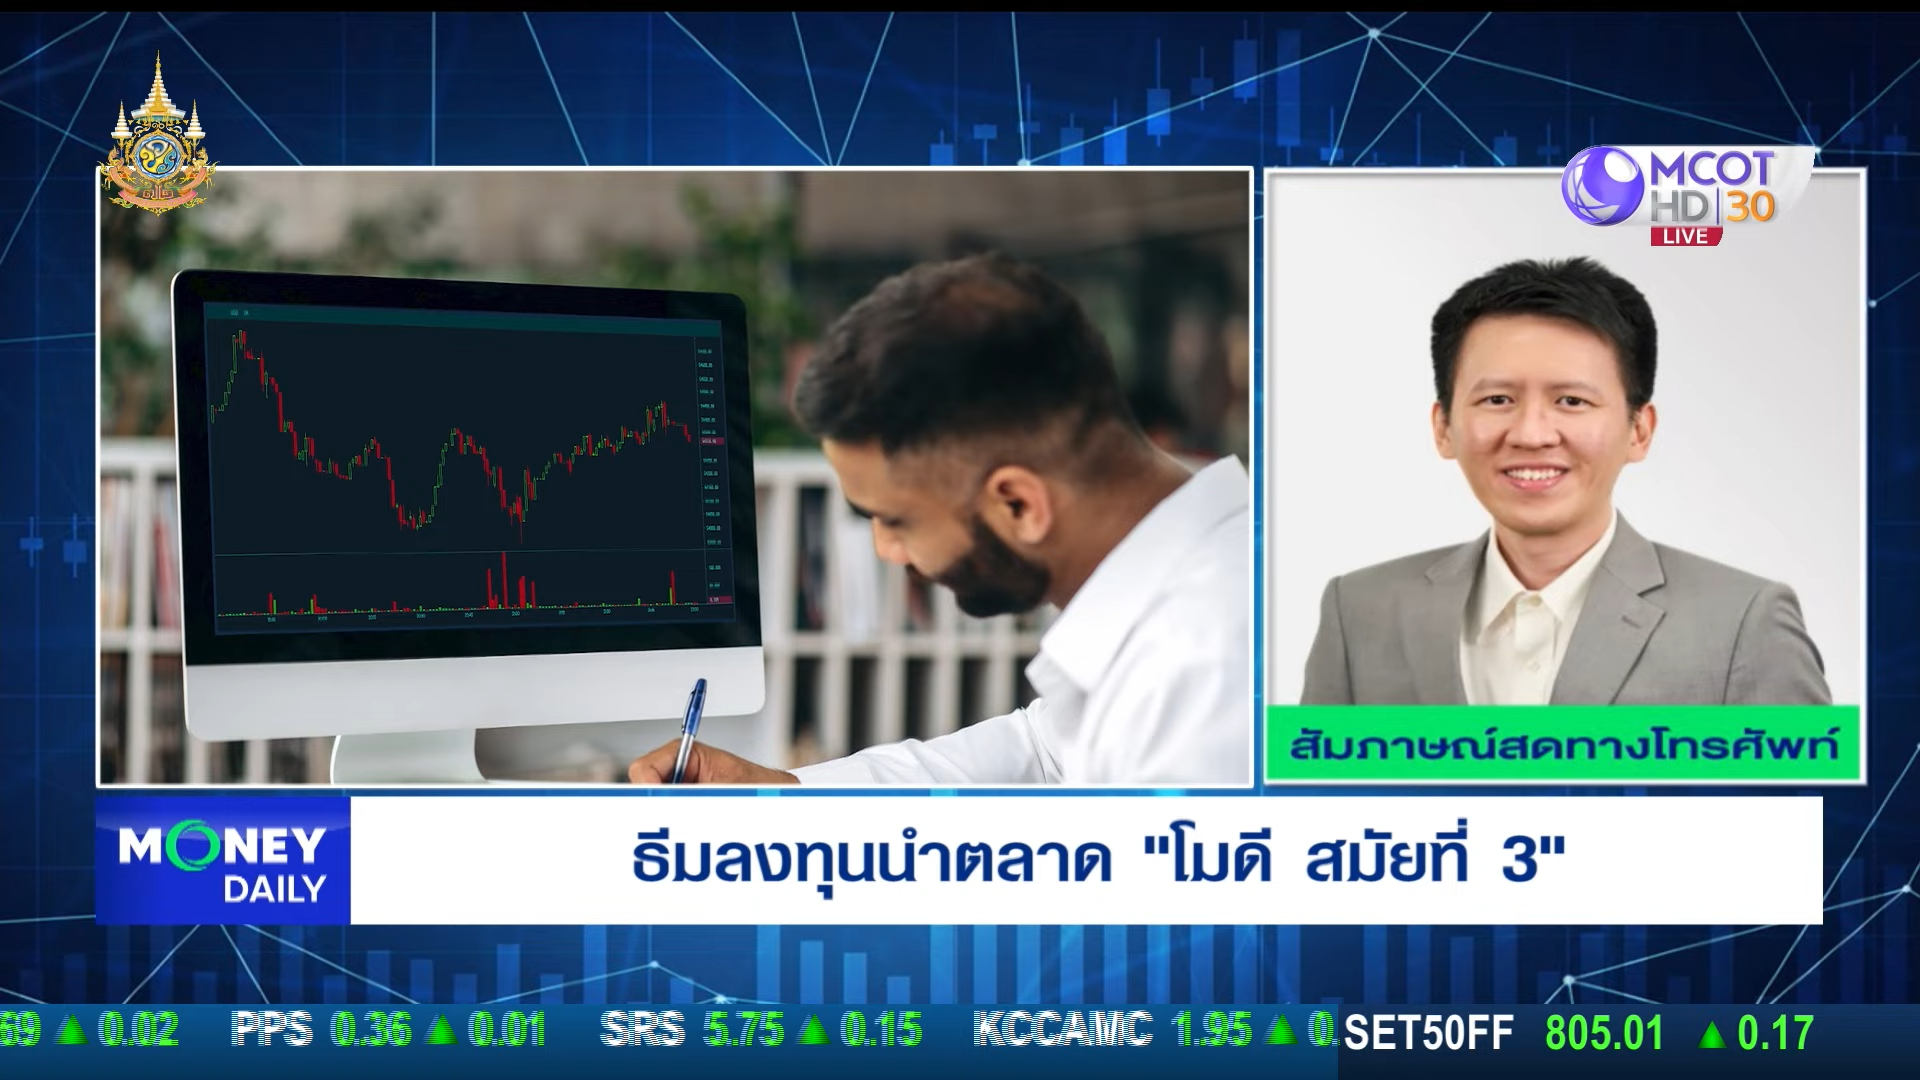 MCOT
HD 30
LIVE
สัมภาษณ์สดทางโทรศัพท์
MONEY
DAILY
ธีมลงทุนนำตลาด "โมดี สมัยที่ 3"
69 ▲ 0.02 PPS 0.36 ▲ 0.01 SRS 5.75 ▲ 0.15 KCCAMC 1.95 ▲ 0. SET50FF 805.01 ▲ 0.17